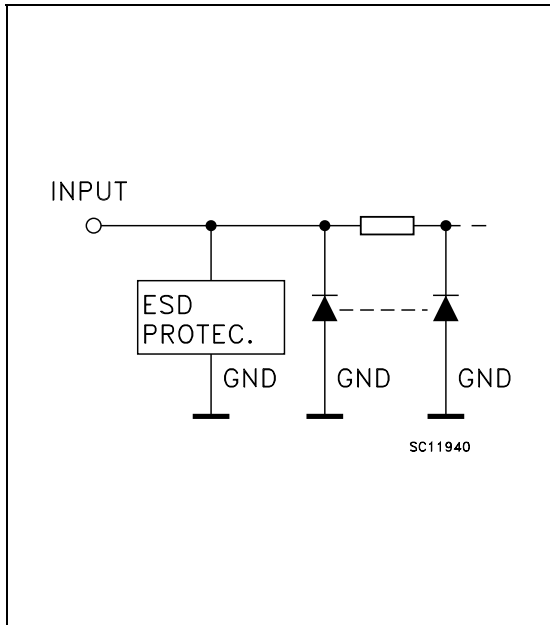 INPUT
ESD
PROTEC.
GND
GND
GND
SC11940